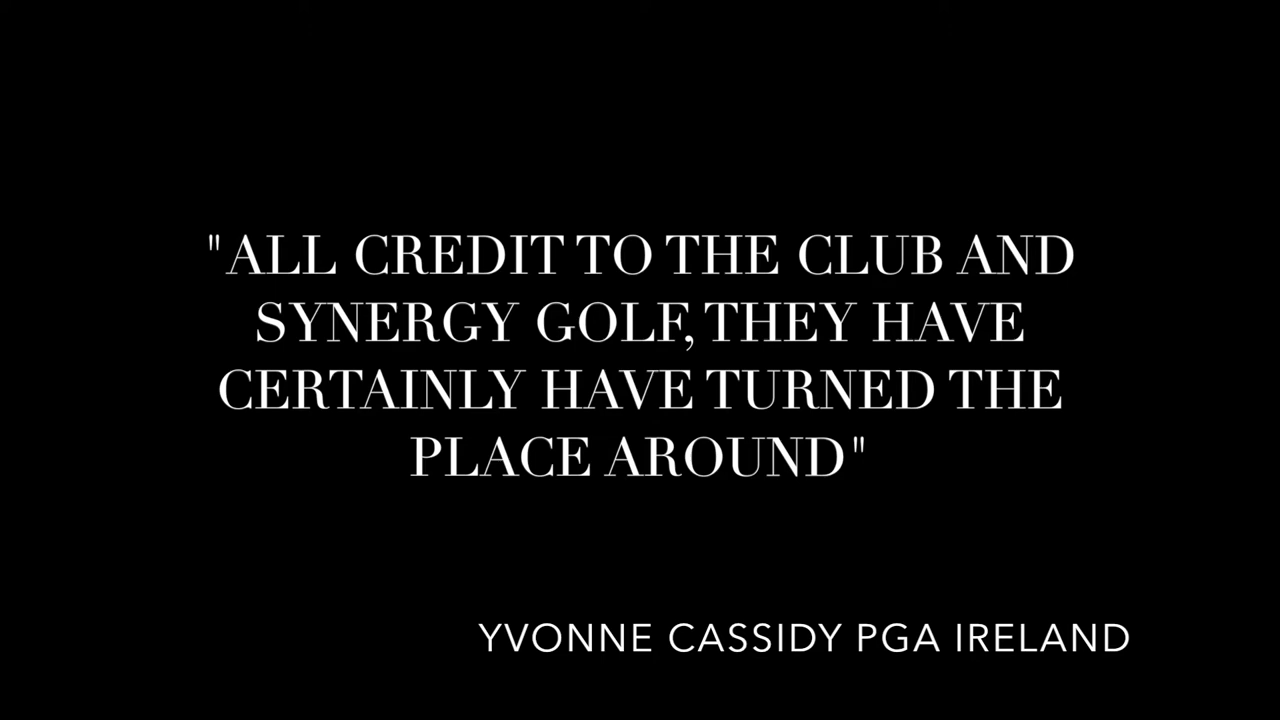 "ALL CREDIT TO THE CLUB AND
SYNERGY GOLF, THEY HAVE
CERTAINLY HAVE TURNED THE
PLACE AROUND"
YVONNE CASSIDY PGA IRELAND